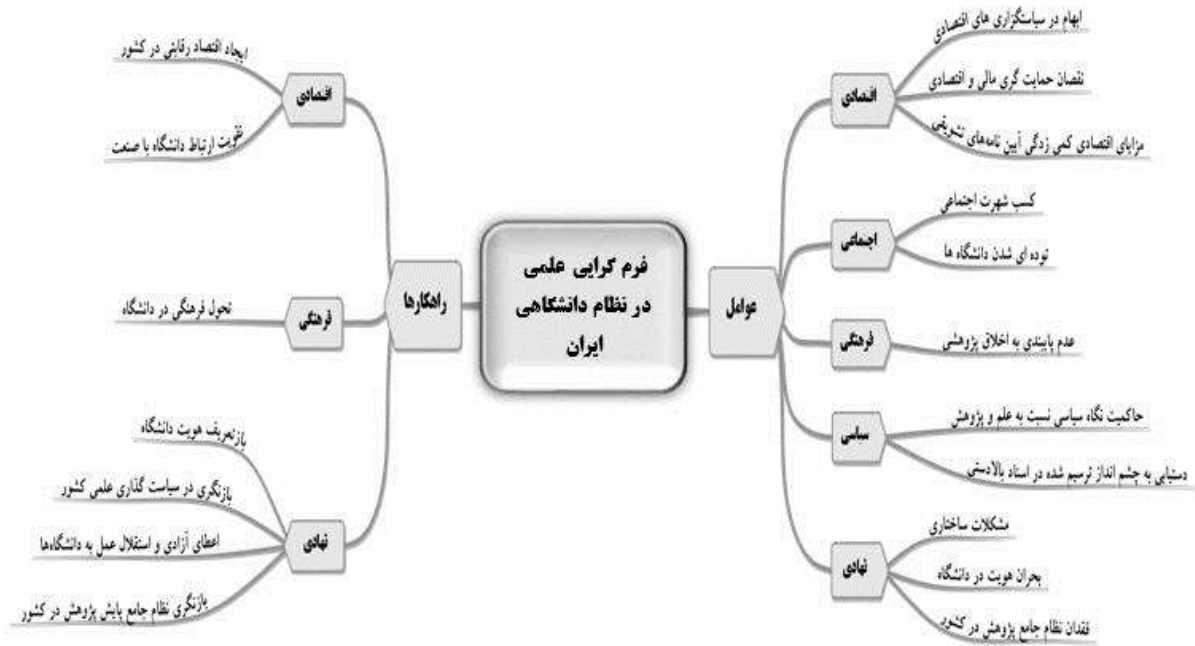 فرم گرایی علمی
در نظام دانشگاهی
ایران
عوامل
اقتصادی
ابهام در سیاستگزاری های اقتصادی
نقصان حمایت گری مالی و اقتصادی
مزایای اقتصادی کمی زدگی آیین نامه‌های تشویقی
اجتماعی
کسب شهرت اجتماعی
توده ای شدن دانشگاه ها
فرهنگی
عدم پایبندی به اخلاق پژوهشی
سیاسی
حاکمیت نگاه سیاسی نسبت به علم و پژوهش
دستیابی به چشم انداز ترسیم شده در اسناد بالادستی
نهادی
مشکلات ساختاری
بحران هویت در دانشگاه
فقدان نظام جامع پژوهش در کشور
راهکارها
اقتصادی
ایجاد اقتصاد رقابتی در کشور
تقویت ارتباط دانشگاه با صنعت
فرهنگی
تحول فرهنگی در دانشگاه
نهادی
بازتعریف هویت دانشگاه
بازنگری در سیاست گذاری علمی کشور
اعطای آزادی و استقلال عمل به دانشگاه‌ها
بازنگری نظام جامع پایش پژوهش در کشور